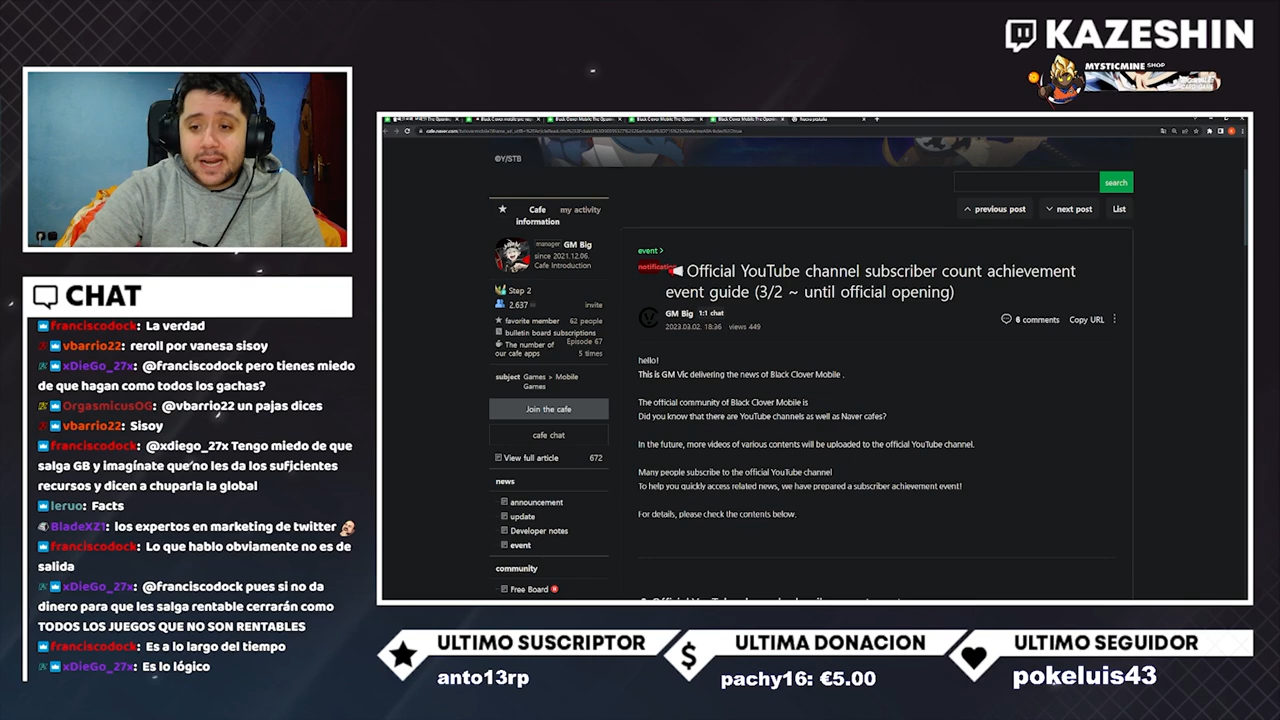 KAZESHIN
MYSTICMINE SHOP
CHAT
franciscodock: La verdad
vbarrio22: reroll por vanesa sisoy
xDieGo_27x: @franciscodock pero tienes miedo
de que hagan como todos los gachas?
OrgasmicusOG: @vbarrio22 un pajas dices
vbarrio22: Sisoy
franciscodock: @xdiego_27x Tengo miedo de que
salga GB y imagínate que no les da los suficientes
recursos y dicen a chuparla la global
leruo: Facts
BladeXZ1: los expertos en marketing de twitter
franciscodock: Lo que hablo obviamente no es de
salida
xDieGo_27x: @franciscodock pues si no da
dinero para que les salga rentable cerrarán como
TODOS LOS JUEGOS QUE NO SON RENTABLES
franciscodock: Es a lo largo del tiempo
xDieGo_27x: Es lo lógico
©Y/STB
search
previous post
next post
List
Cafe information
my activity
manager GM Big
since 2021.12.06.
Cafe Introduction
Step 2
2.637
invite
favorite member 62 people
bulletin board subscriptions
Episode 67
The number of our cafe apps
5 times
subject Games > Mobile Games
Join the cafe
cafe chat
View full article 672
news
announcement
update
Developer notes
event
community
Free Board
event >
notification
Official YouTube channel subscriber count achievement
event guide (3/2 ~ until official opening)
GM Big 1:1 chat
2023.03.02. 18:36 views 449
6 comments
Copy URL
hello!
This is GM Vic delivering the news of Black Clover Mobile .
The official community of Black Clover Mobile is
Did you know that there are YouTube channels as well as Naver cafes?
In the future, more videos of various contents will be uploaded to the official YouTube channel.
Many people subscribe to the official YouTube channel
To help you quickly access related news, we have prepared a subscriber achievement event!
For details, please check the contents below.
ULTIMO SUSCRIPTOR
anto13rp
ULTIMA DONACION
pachy16: €5.00
ULTIMO SEGUIDOR
pokeluis43